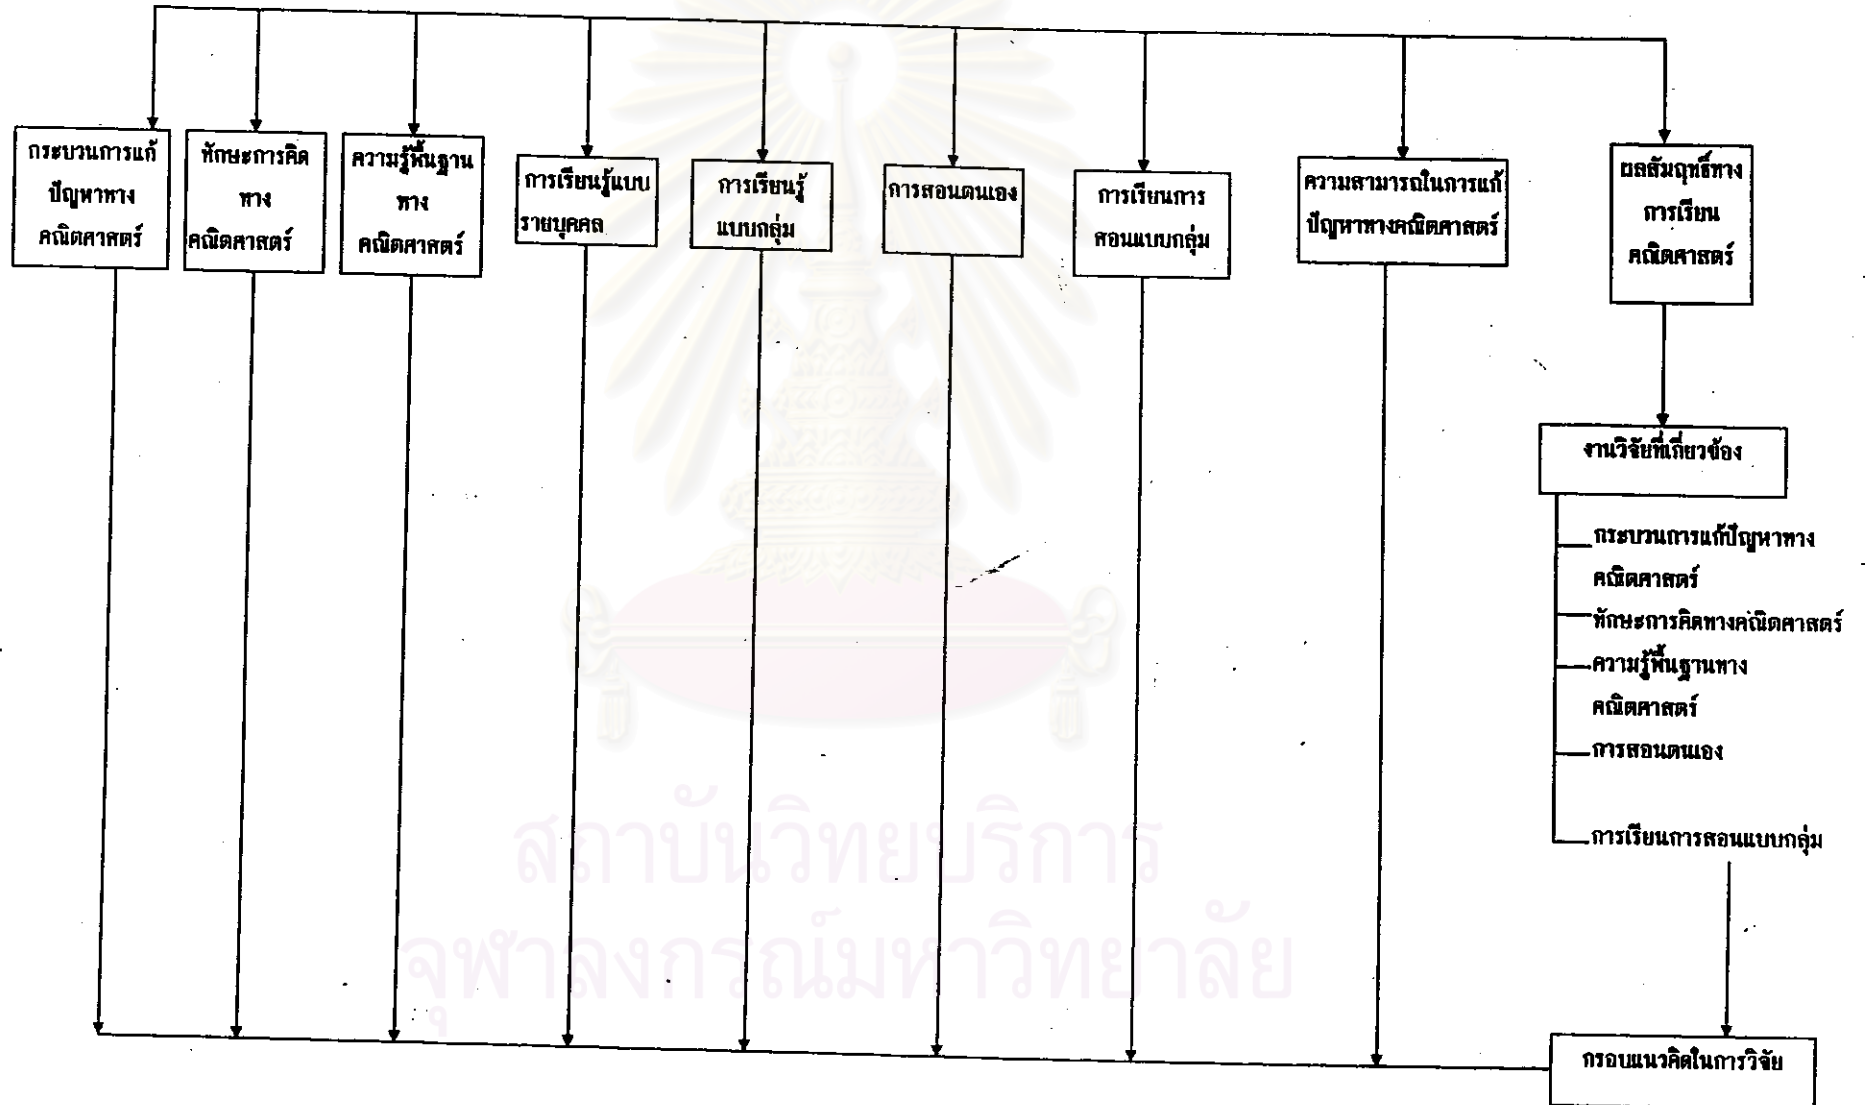 กระบวนการแก้
ปัญหาทาง
คณิตศาสตร์
ทักษะการคิด
ทาง
คณิตศาสตร์
ความรู้พื้นฐาน
ทาง
คณิตศาสตร์
การเรียนรู้แบบ
รายบุคคล
การเรียนรู้
แบบกลุ่ม
การสอนตนเอง
การเรียนการ
สอนแบบกลุ่ม
ความสามารถในการแก้
ปัญหาทางคณิตศาสตร์
ผลสัมฤทธิ์ทาง
การเรียน
คณิตศาสตร์
งานวิจัยที่เกี่ยวข้อง
กระบวนการแก้ปัญหาทาง
คณิตศาสตร์
ทักษะการคิดทางคณิตศาสตร์
ความรู้พื้นฐานทาง
คณิตศาสตร์
การสอนตนเอง
การเรียนการสอนแบบกลุ่ม
กรอบแนวคิดในการวิจัย
สถาบันวิทยบริการ
จุฬาลงกรณ์มหาวิทยาลัย